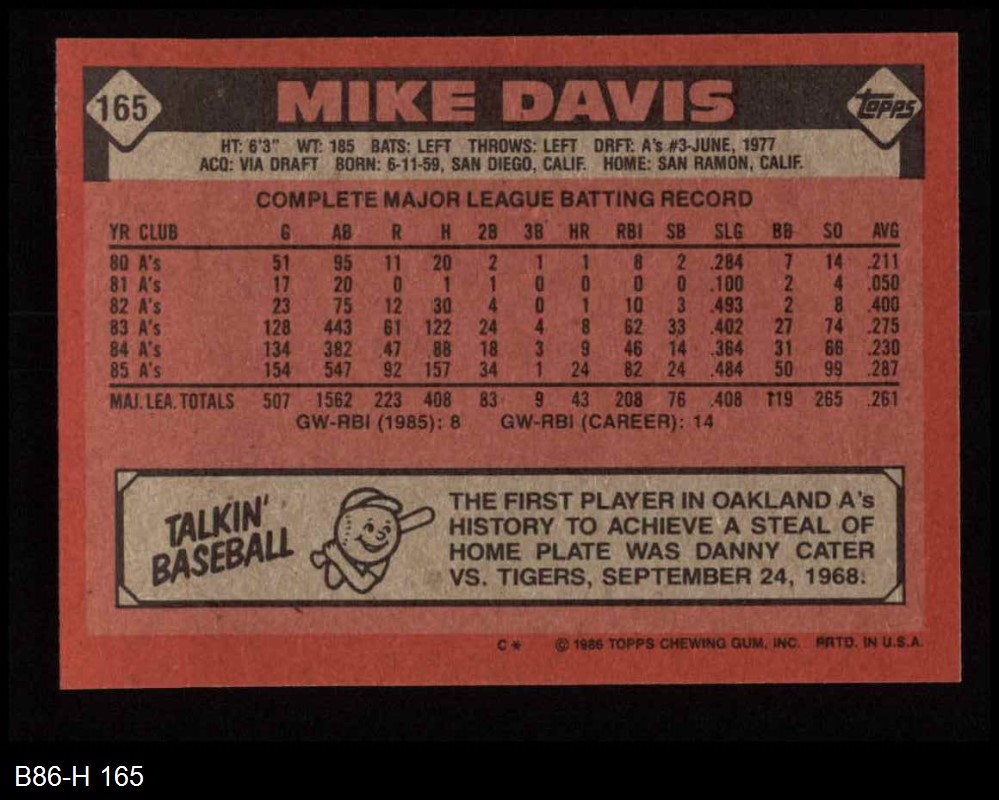 165 MIKE DAVIS topps
HT: 6'3" WT: 185 BATS: LEFT THROWS: LEFT DRFT: A's #3-JUNE, 1977
ACQ: VIA DRAFT BORN: 6-11-59, SAN DIEGO, CALIF. HOME: SAN RAMON, CALIF.
COMPLETE MAJOR LEAGUE BATTING RECORD
YR CLUB G AB R H 2B 3B HR RBI SB SLG BB SO AVG
80 A's 51 95 11 20 2 1 1 8 2 .284 7 14 .211
81 A's 17 20 0 1 1 0 0 0 0 .100 2 4 .050
82 A's 23 75 12 30 4 0 1 10 3 .493 2 8 .400
83 A's 128 443 61 122 24 4 8 62 33 .402 27 74 .275
84 A's 134 382 47 88 18 3 9 46 14 .364 31 66 .230
85 A's 154 547 92 157 34 1 24 82 24 .484 50 99 .287
MAJ. LEA. TOTALS 507 1562 223 408 83 9 43 208 76 .408 119 265 .261
GW-RBI (1985): 8 GW-RBI (CAREER): 14
TALKIN'
BASEBALL
THE FIRST PLAYER IN OAKLAND A's
HISTORY TO ACHIEVE A STEAL OF
HOME PLATE WAS DANNY CATER
VS. TIGERS, SEPTEMBER 24, 1968.
C* © 1986 TOPPS CHEWING GUM, INC. PRTD. IN U.S.A.
B86-H 165